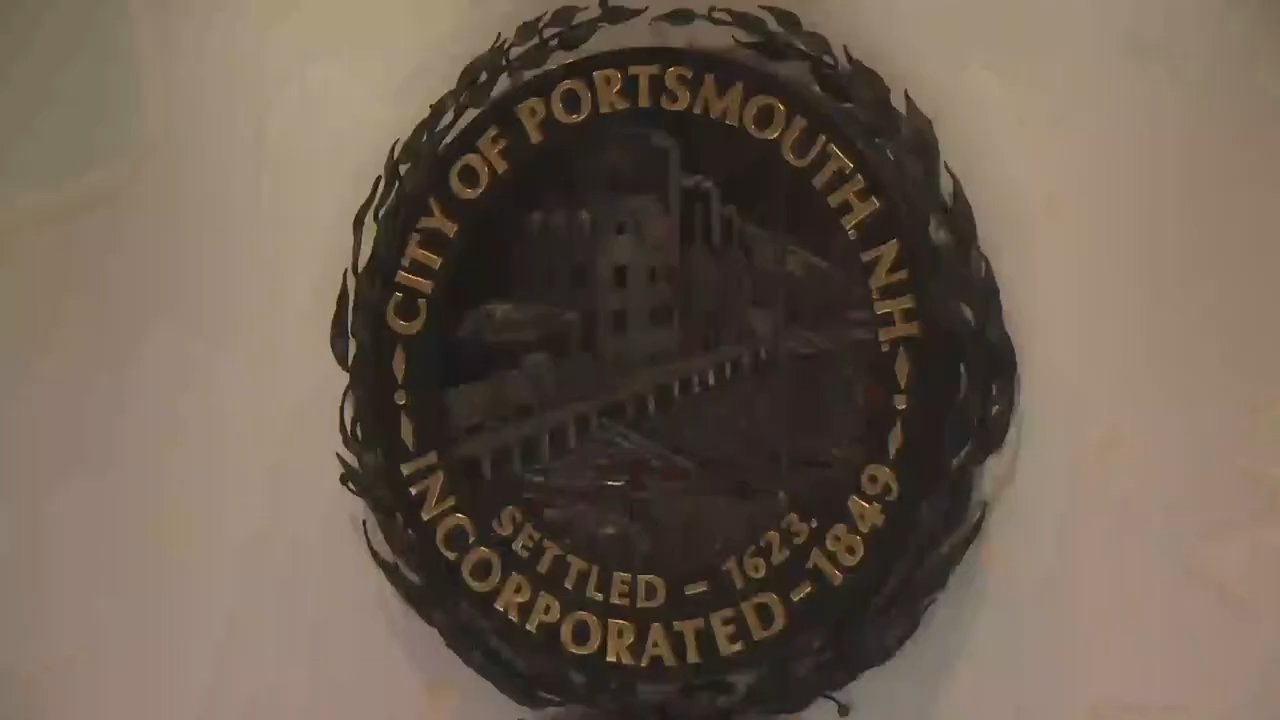 CITY OF PORTSMOUTH. N.H.
SETTLED - 1623.
INCORPORATED - 1849